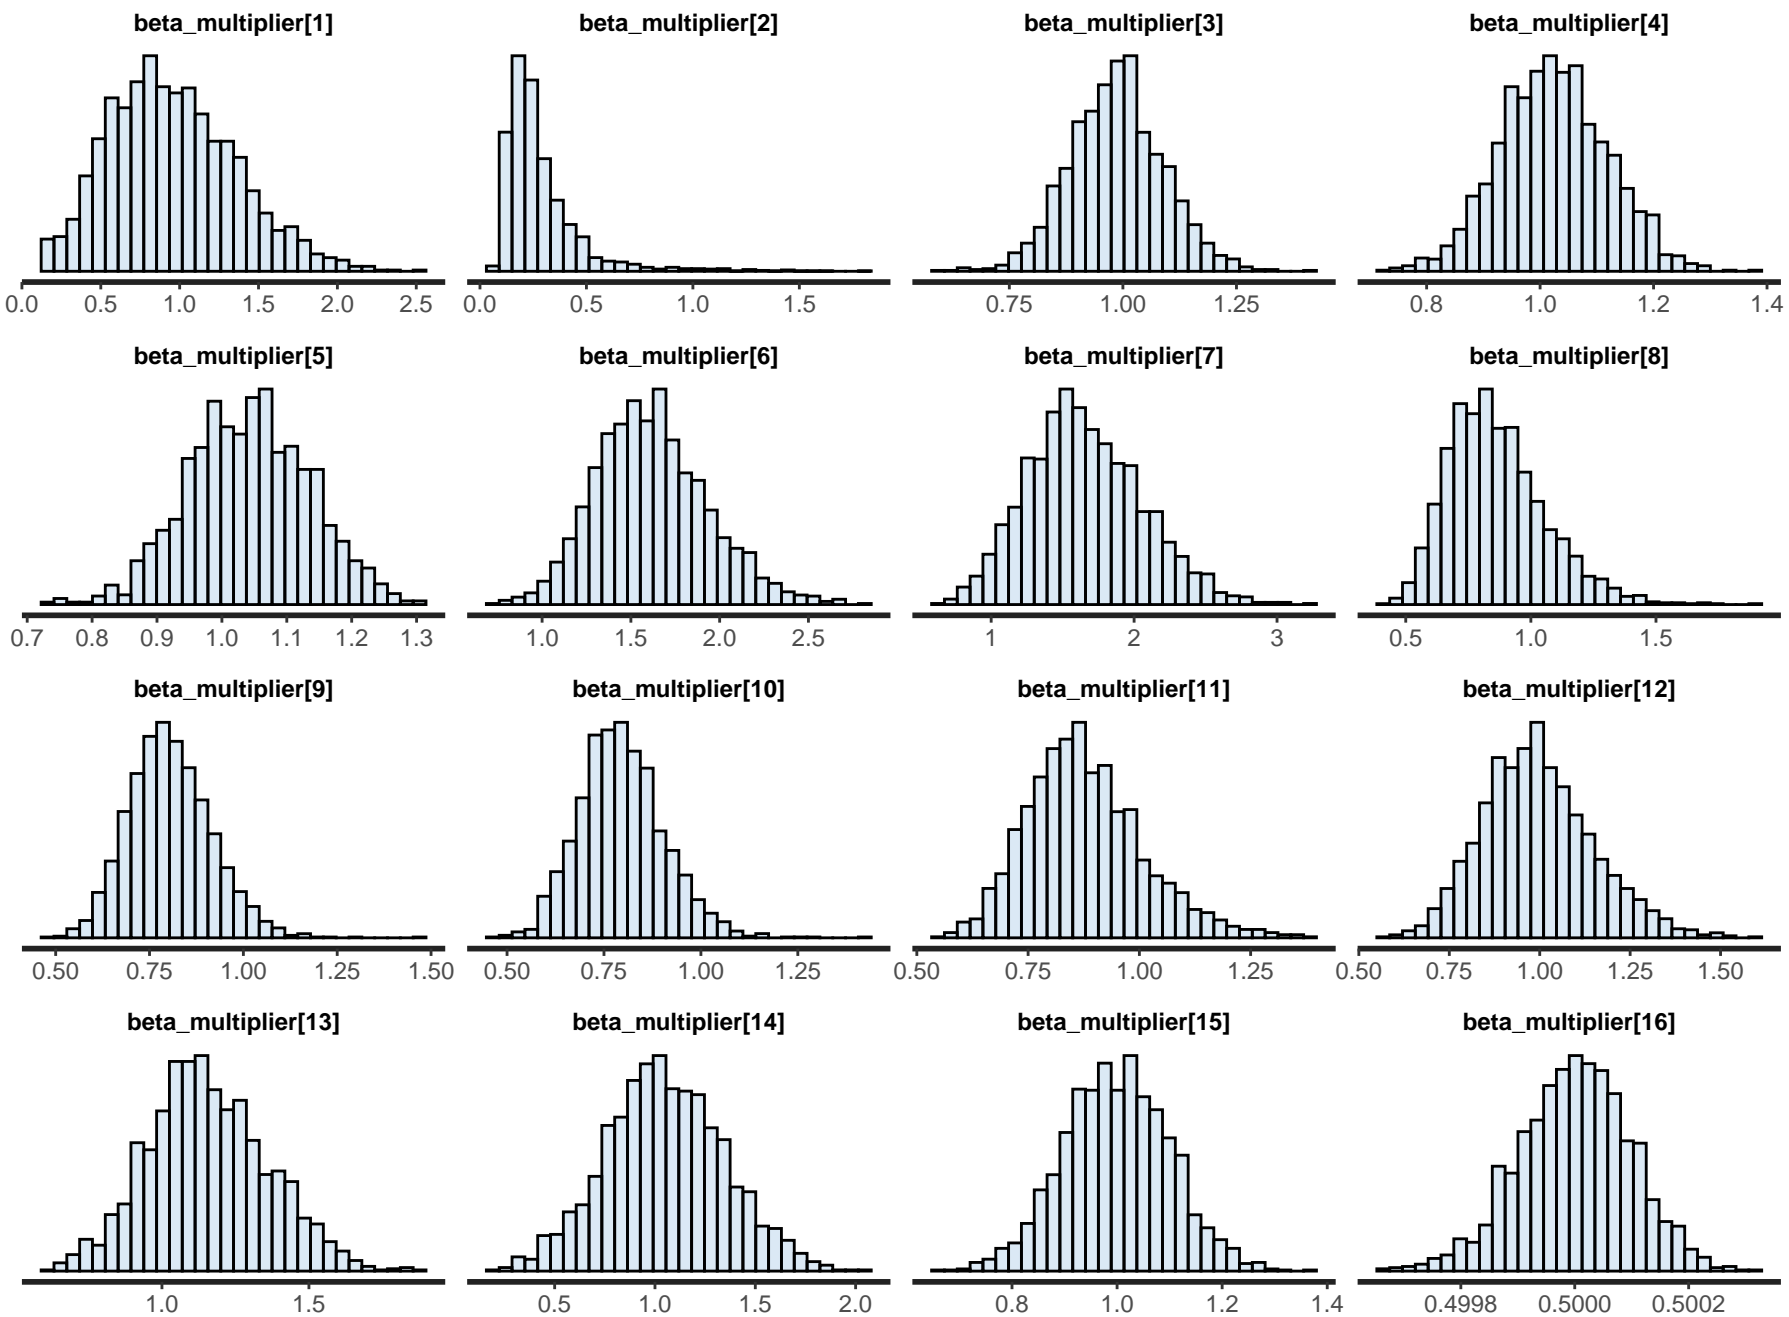 beta_multiplier[1] beta_multiplier[2] beta_multiplier[3] beta_multiplier[4]
0.0 0.5 1.0 1.5 2.0 2.5 0.0 0.5 1.0 1.5 0.75 1.00 1.25 0.8 1.0 1.2 1.4
beta_multiplier[5] beta_multiplier[6] beta_multiplier[7] beta_multiplier[8]
0.7 0.8 0.9 1.0 1.1 1.2 1.3 1.0 1.5 2.0 2.5 1 2 3 0.5 1.0 1.5
beta_multiplier[9] beta_multiplier[10] beta_multiplier[11] beta_multiplier[12]
0.50 0.75 1.00 1.25 1.50 0.50 0.75 1.00 1.25 0.50 0.75 1.00 1.25 0.50 0.75 1.00 1.25 1.50
beta_multiplier[13] beta_multiplier[14] beta_multiplier[15] beta_multiplier[16]
1.0 1.5 0.5 1.0 1.5 2.0 0.8 1.0 1.2 1.4 0.4998 0.5000 0.5002